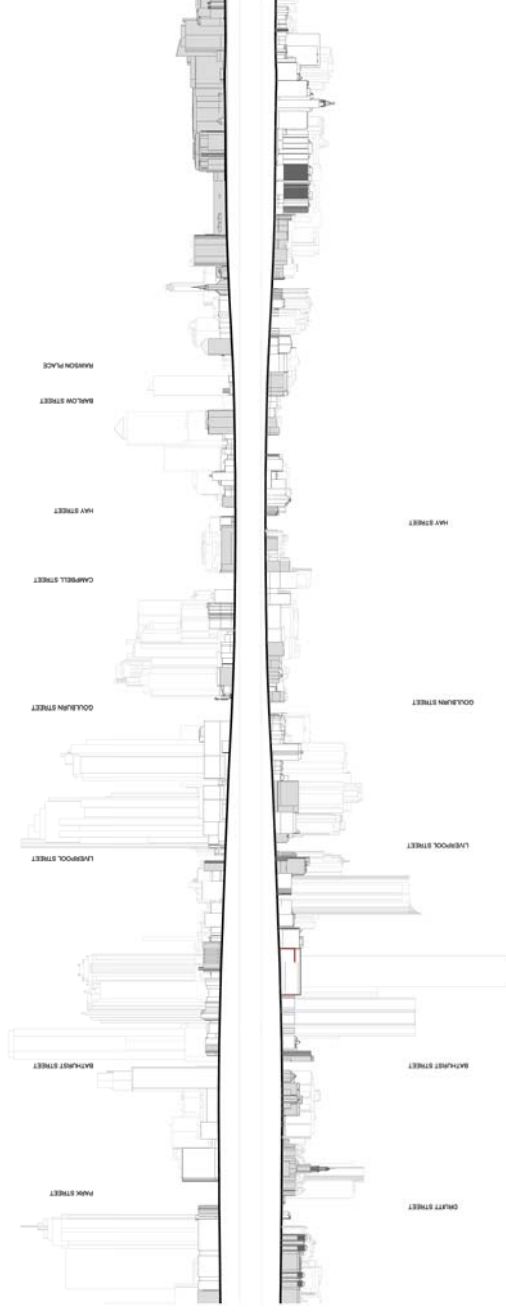 DRUITT STREET
PARK STREET
BATHURST STREET
BATHURST STREET
LIVERPOOL STREET
LIVERPOOL STREET
GOULBURN STREET
GOULBURN STREET
CAMPBELL STREET
HAY STREET
HAY STREET
BARLOW STREET
RAWSON PLACE